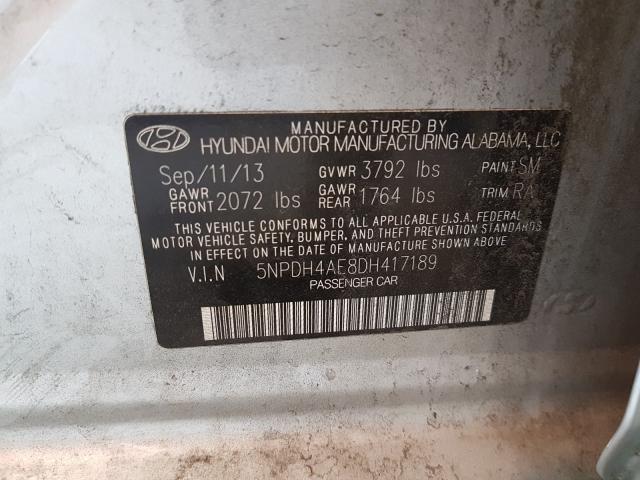 MANUFACTURED BY
HYUNDAI MOTOR MANUFACTURING ALABAMA, LLC
Sep/11/13 GVWR 3792 lbs PAINT SM
GAWR FRONT 2072 lbs GAWR REAR 1764 lbs TRIM RA
THIS VEHICLE CONFORMS TO ALL APPLICABLE U.S.A. FEDERAL
MOTOR VEHICLE SAFETY, BUMPER, AND THEFT PREVENTION STANDARDS
IN EFFECT ON THE DATE OF MANUFACTURE SHOWN ABOVE.
V.I.N 5NPDH4AE8DH417189
PASSENGER CAR